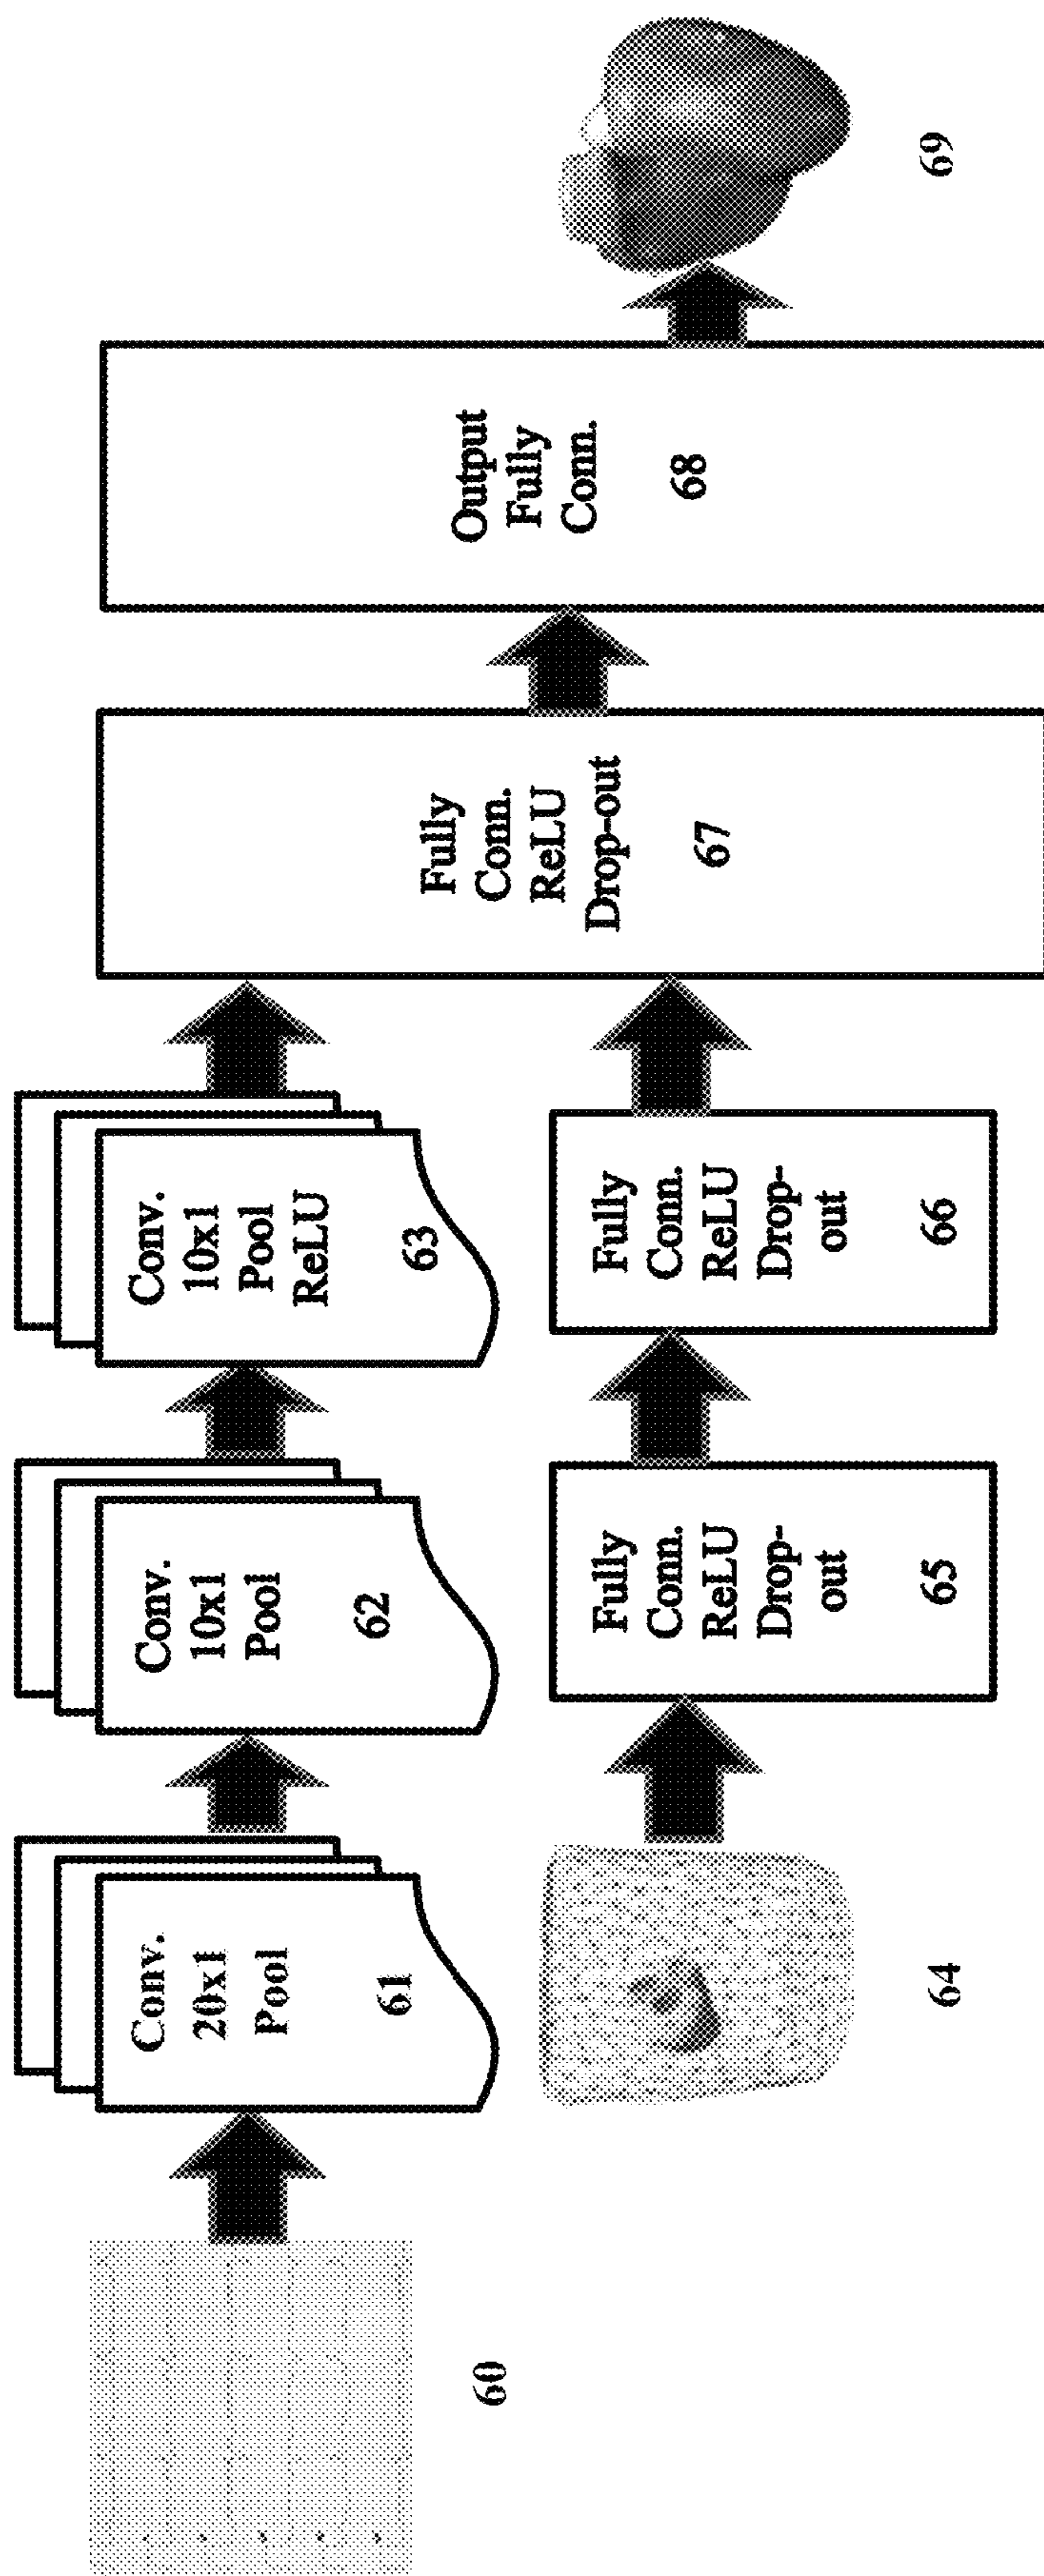 60
Conv.
20x1
Pool
61
Conv.
10x1
Pool
62
Conv.
10x1
Pool
ReLU
63
64
Fully
Conn.
ReLU
Drop-
out
65
Fully
Conn.
ReLU
Drop-
out
66
Fully
Conn.
ReLU
Drop-out
67
Output
Fully
Conn.
68
69